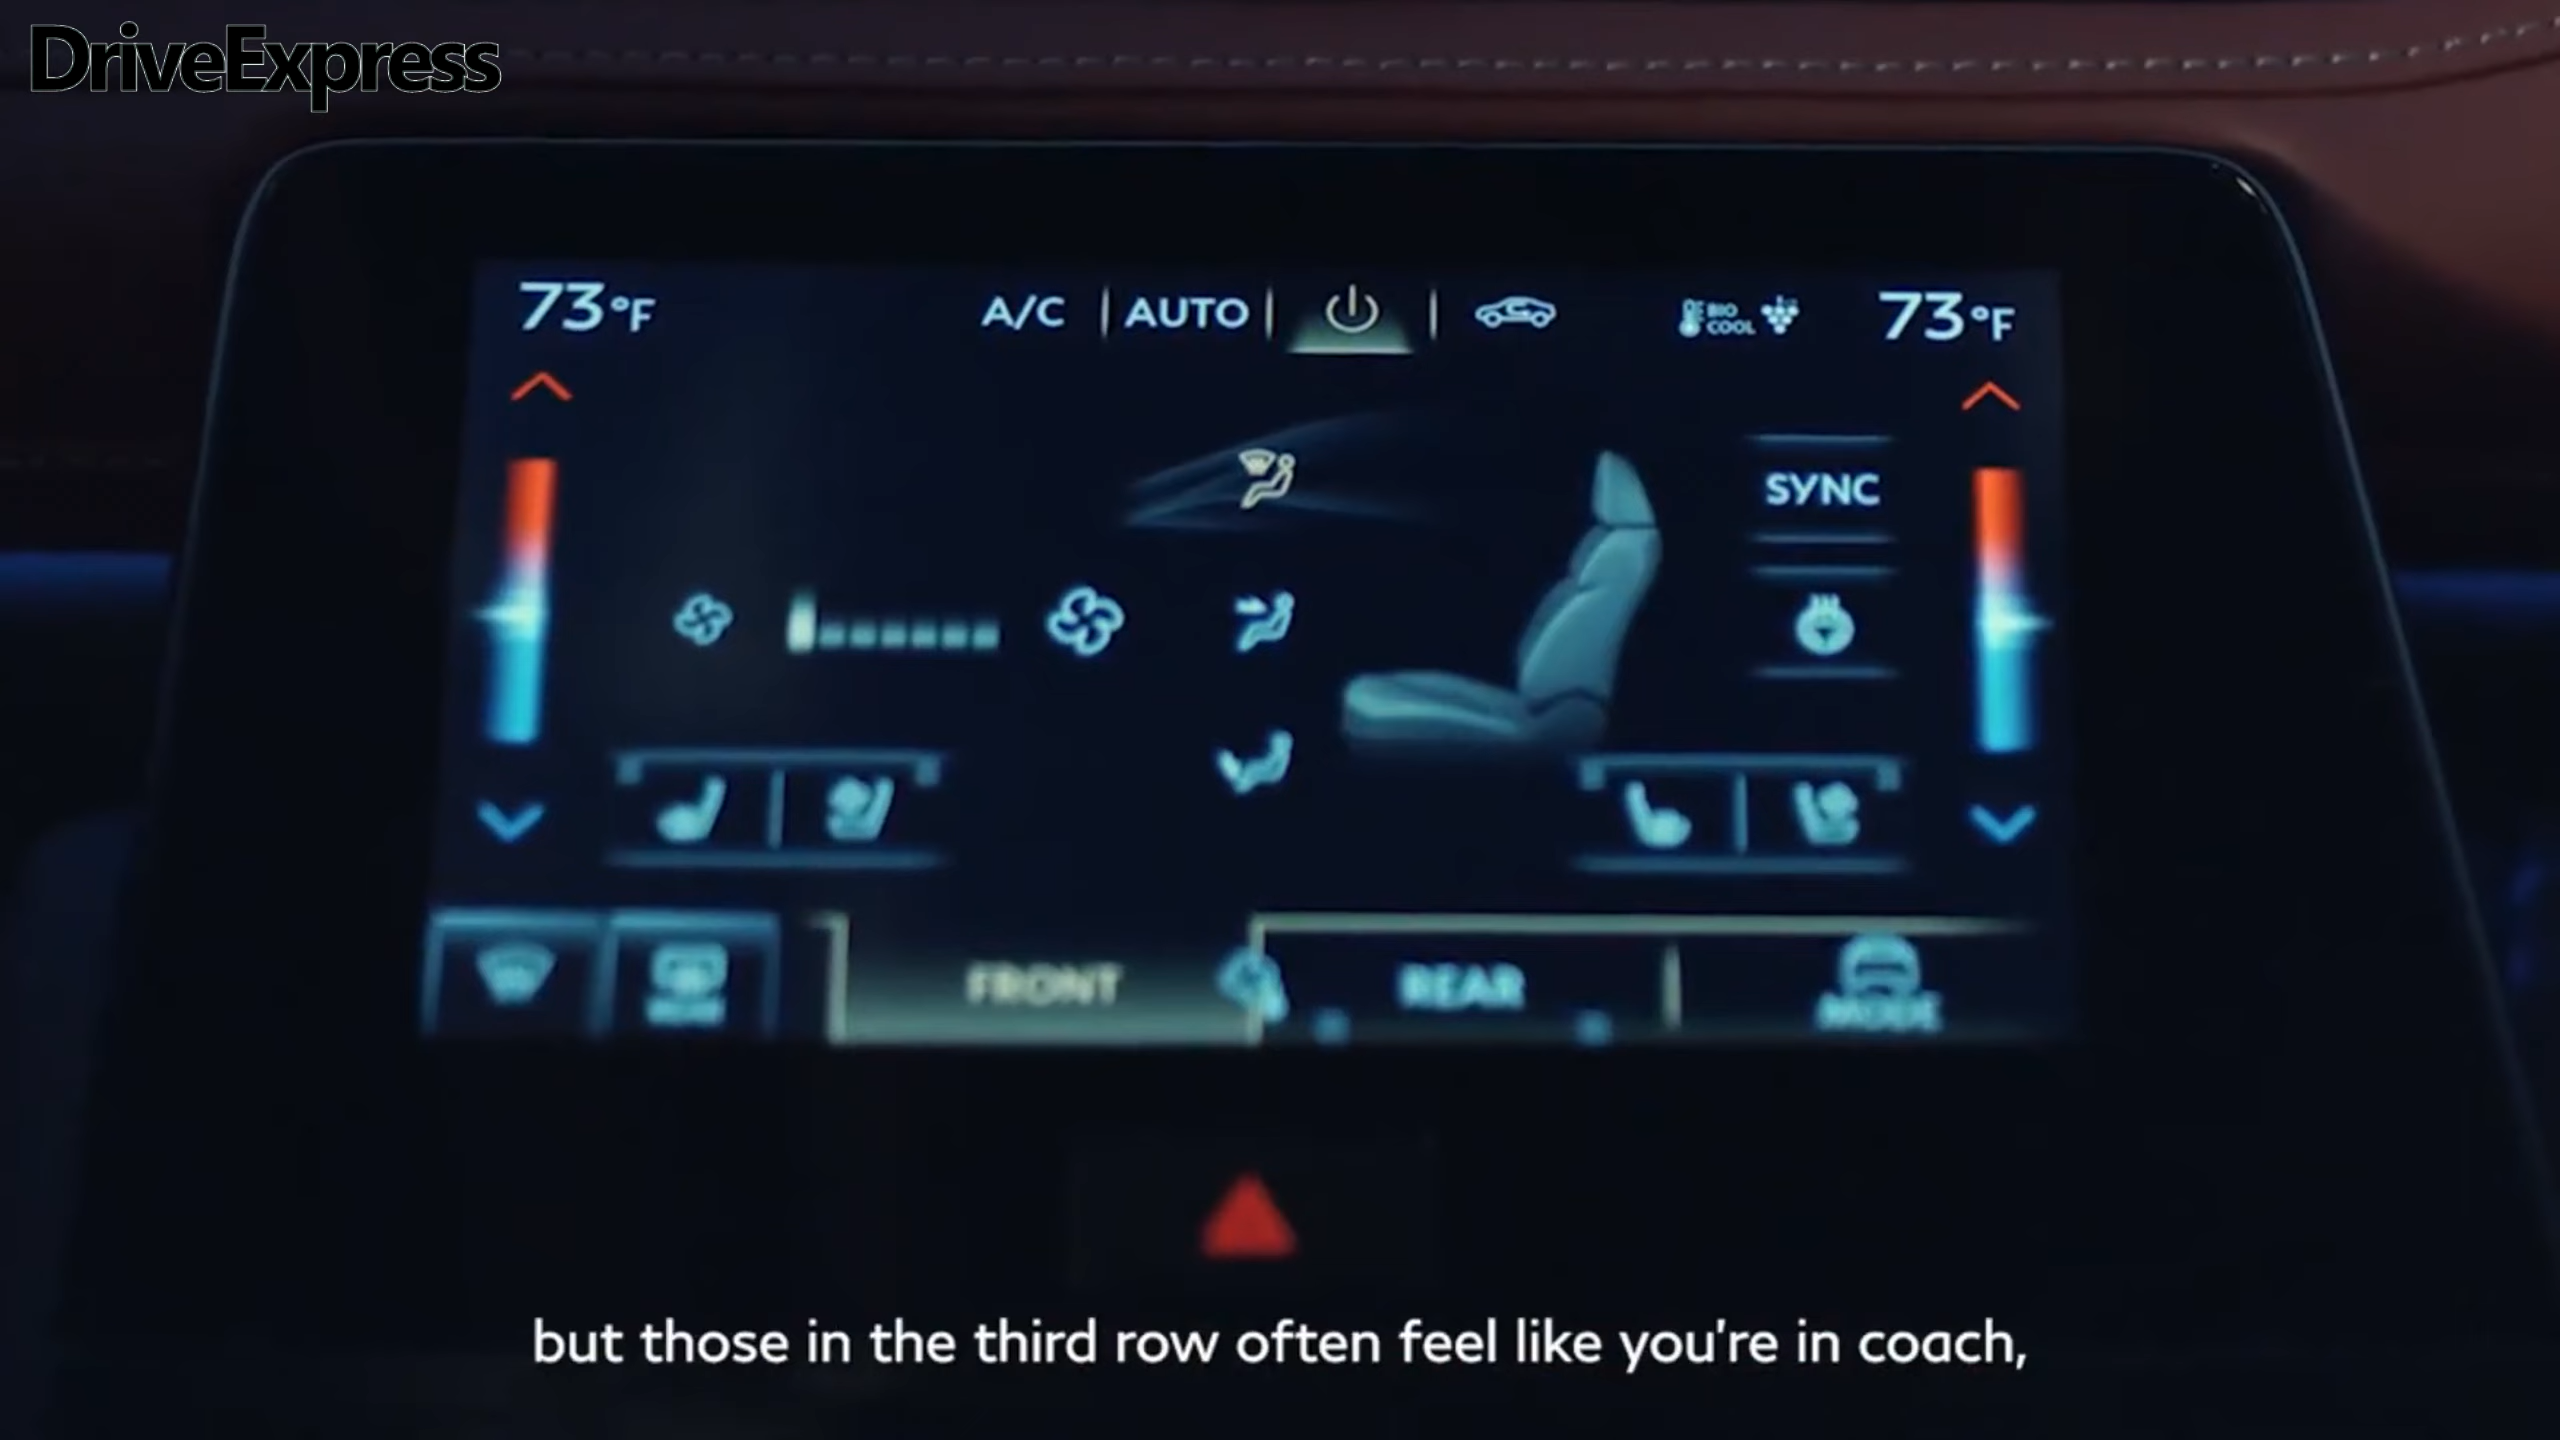 DriveExpress
73°F
A/C
AUTO
BIO
COOL
73°F
SYNC
FRONT
REAR
MODE
but those in the third row often feel like you're in coach,